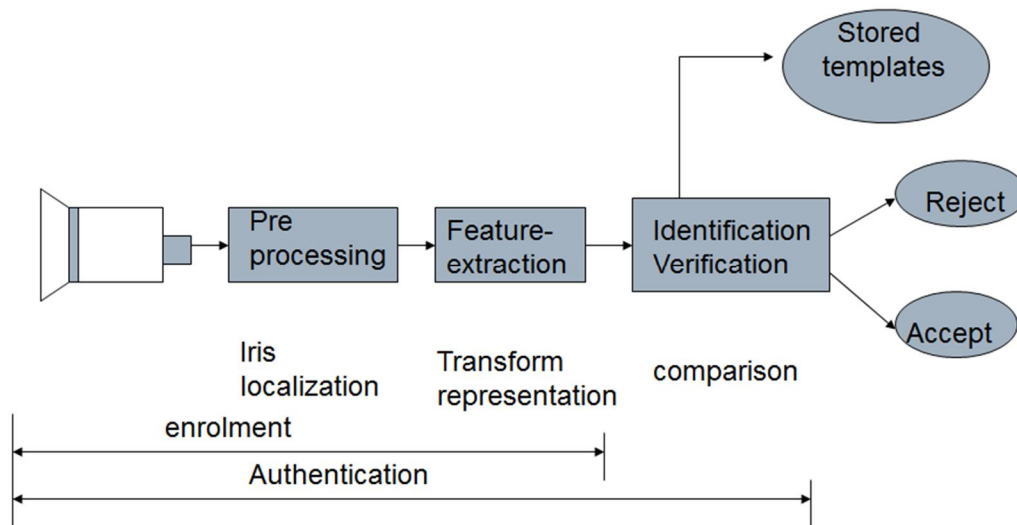 Stored
templates
Pre
processing
Feature-
extraction
Identification
Verification
Reject
Accept
Iris
localization
Transform
representation
comparison
enrolment
Authentication